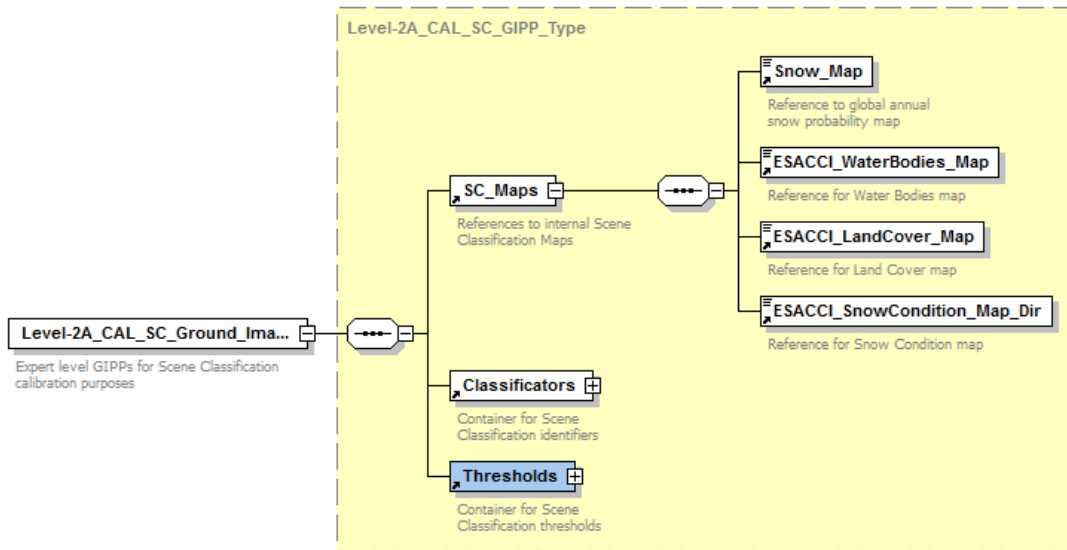 Level-2A_CAL_SC_GIPP_Type
Snow_Map
Reference to global annual
snow probability map
ESACCI_WaterBodies_Map
Reference for Water Bodies map
SC_Maps
References to internal Scene
Classification Maps
ESACCI_LandCover_Map
Reference for Land Cover map
ESACCI_SnowCondition_Map_Dir
Reference for Snow Condition map
Level-2A_CAL_SC_Ground_Ima...
Expert level GIPPs for Scene Classification
calibration purposes
Classificators
Container for Scene
Classification identifiers
Thresholds
Container for Scene
Classification thresholds